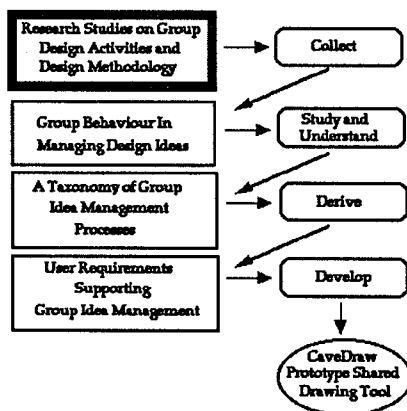 Research Studies on Group
Design Activities and
Design Methodology
Collect
Group Behaviour In
Managing Design Ideas
Study and
Understand
A Taxonomy of Group
Idea Management
Processes
Derive
User Requirements
Supporting
Group Idea Management
Develop
CaveDraw
Prototype Shared
Drawing Tool